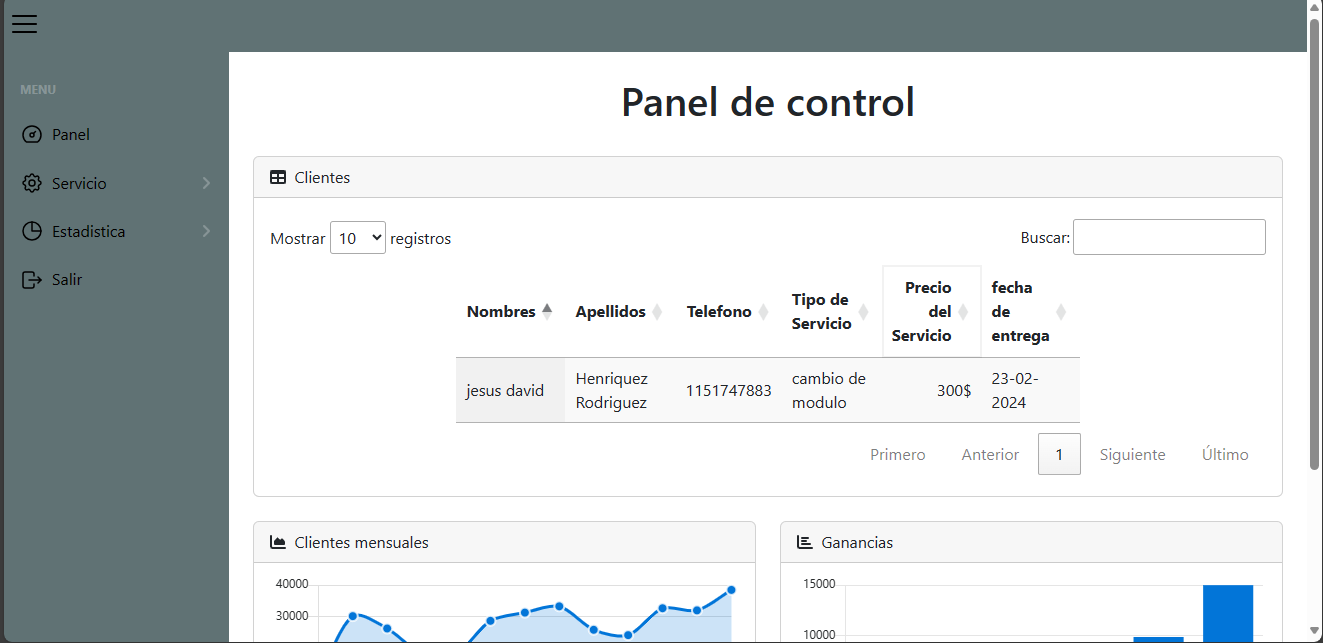 Panel de control
MENU
Panel
Servicio
Estadistica
Salir
Clientes
Mostrar 10 registros
Buscar:
Nombres Apellidos Telefono Tipo de Servicio Precio del Servicio fecha de entrega
jesus david Henriquez Rodriguez 1151747883 cambio de modulo 300$ 23-02-2024
Primero Anterior 1 Siguiente Último
Clientes mensuales
40000
30000
Ganancias
15000
10000